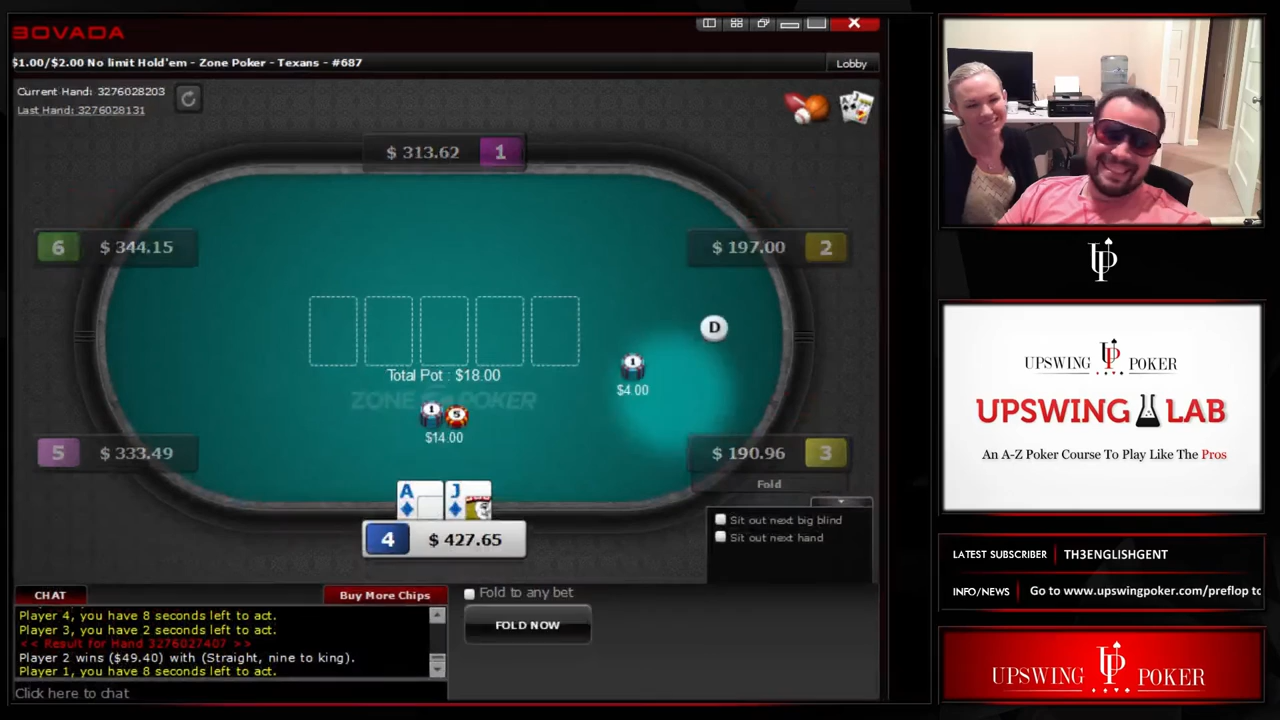 BOVADA
$1.00/$2.00 No limit Hold'em - Zone Poker - Texans - #687
Lobby
Current Hand: 3276028203
Last Hand: 3276028131
$ 313.62 1
6 $ 344.15
$ 197.00 2
D
1
$4.00
Total Pot : $18.00
ZONE POKER
1 5
$14.00
5 $ 333.49
$ 190.96 3
Fold
A J
4 $ 427.65
Sit out next big blind
Sit out next hand
CHAT
Buy More Chips
Fold to any bet
FOLD NOW
Player 4, you have 8 seconds left to act.
Player 3, you have 2 seconds left to act.
<< Result for Hand 3276027407 >>
Player 2 wins ($49.40) with (Straight, nine to king).
Player 1, you have 8 seconds left to act.
Click here to chat
UP
UPSWING UP POKER
UPSWING LAB
An A-Z Poker Course To Play Like The Pros
LATEST SUBSCRIBER TH3ENGLISHGENT
INFO/NEWS Go to www.upswingpoker.com/preflop to
UPSWING UP POKER